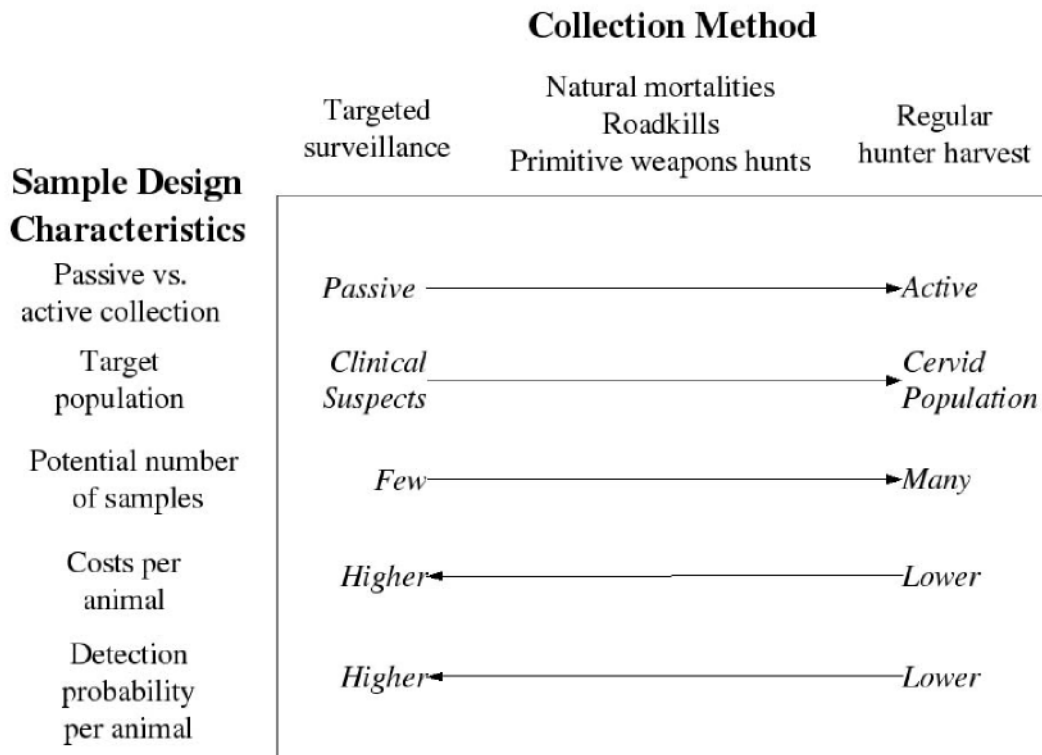 Collection Method
Targeted
surveillance
Natural mortalities
Roadkills
Primitive weapons hunts
Regular
hunter harvest
Sample Design
Characteristics
Passive vs.
active collection
Passive
Active
Target
population
Clinical
Suspects
Cervid
Population
Potential number
of samples
Few
Many
Costs per
animal
Higher
Lower
Detection
probability
per animal
Higher
Lower